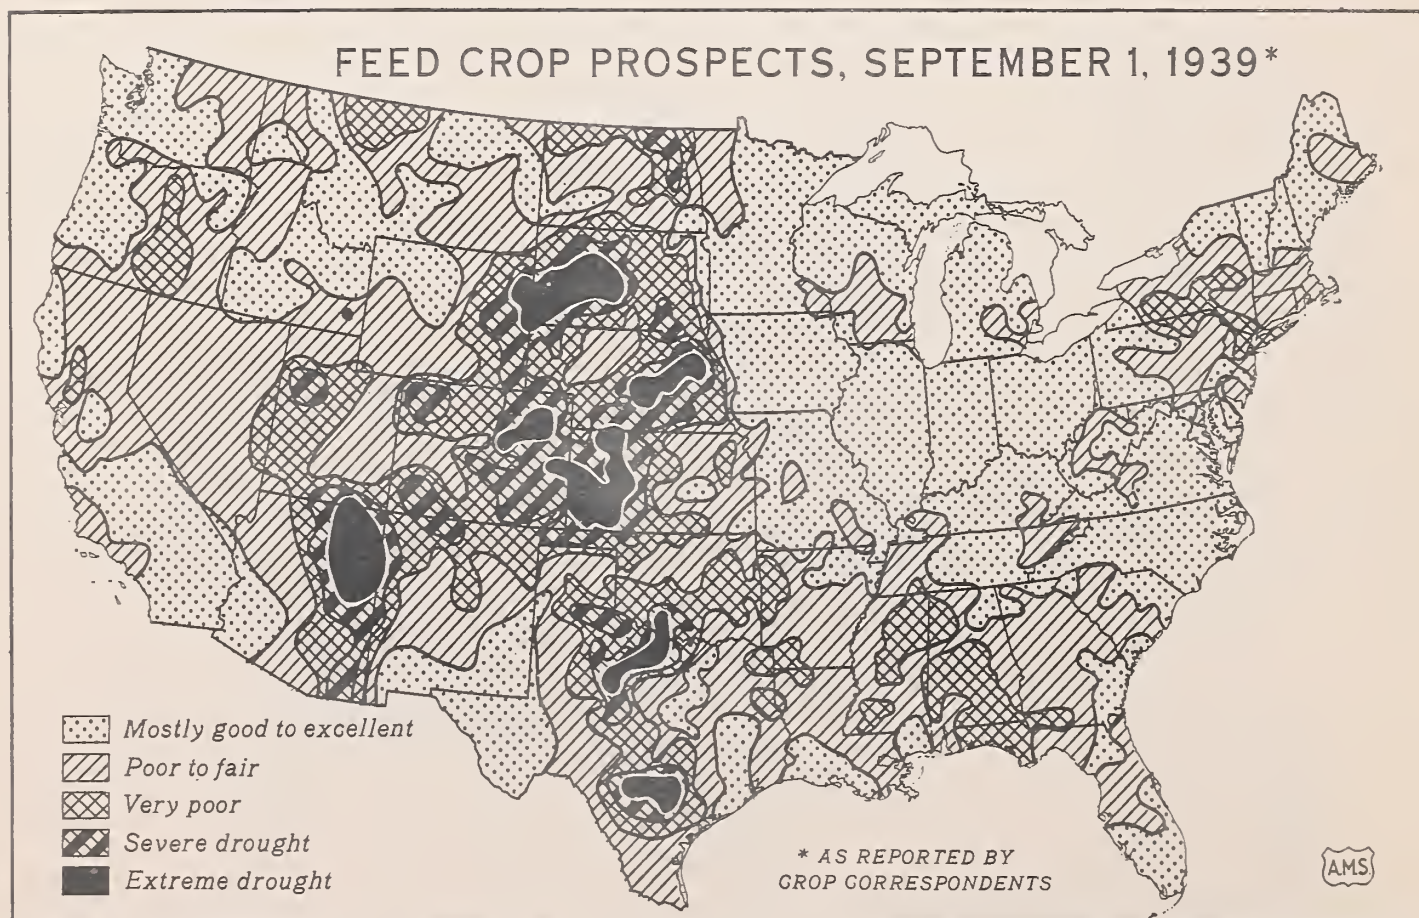 FEED CROP PROSPECTS, SEPTEMBER 1, 1939*
Mostly good to excellent
Poor to fair
Very poor
Severe drought
Extreme drought
* AS REPORTED BY
CROP CORRESPONDENTS
A.M.S.